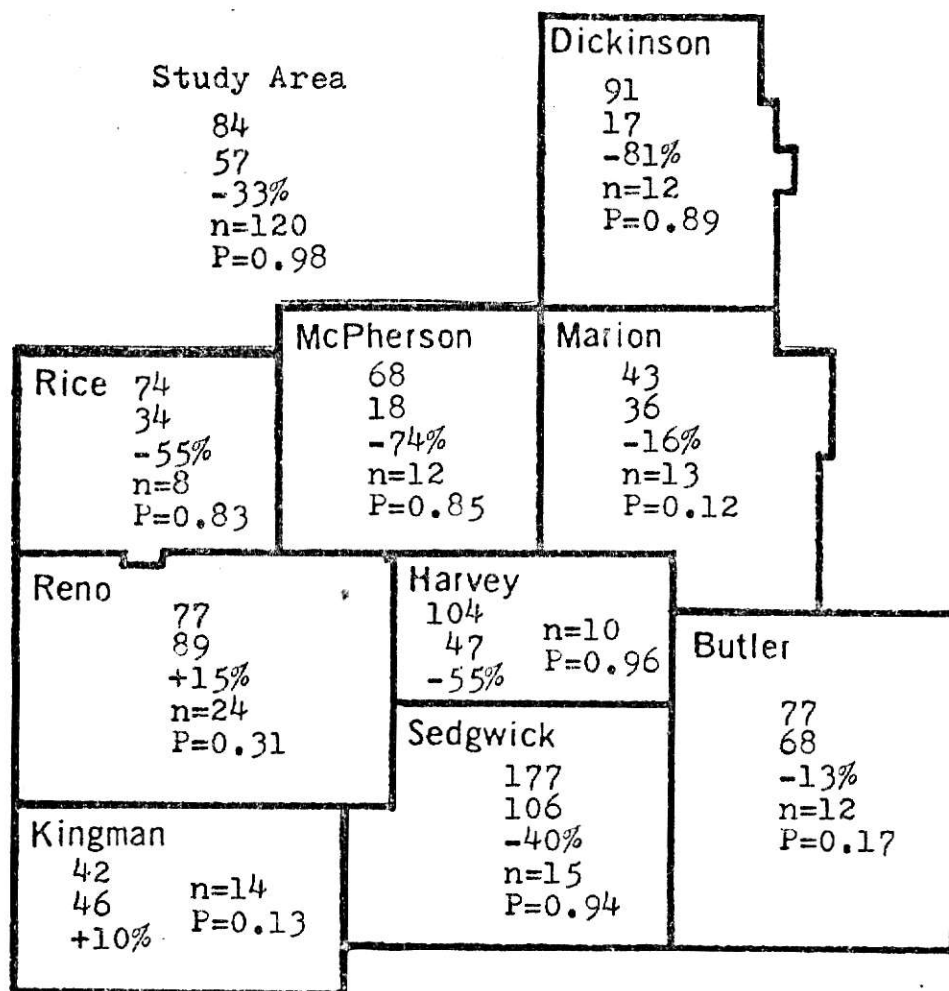 Dickinson
91
17
-81%
n=12
P=0.89
Study Area
84
57
-33%
n=120
P=0.98
McPherson
68
18
-74%
n=12
P=0.85
Marion
43
36
-16%
n=13
P=0.12
Rice
74
34
-55%
n=8
P=0.83
Reno
77
89
+15%
n=24
P=0.31
Harvey
104
47
-55%
n=10
P=0.96
Butler
77
68
-13%
n=12
P=0.17
Sedgwick
177
106
-40%
n=15
P=0.94
Kingman
42
46
+10%
n=14
P=0.13